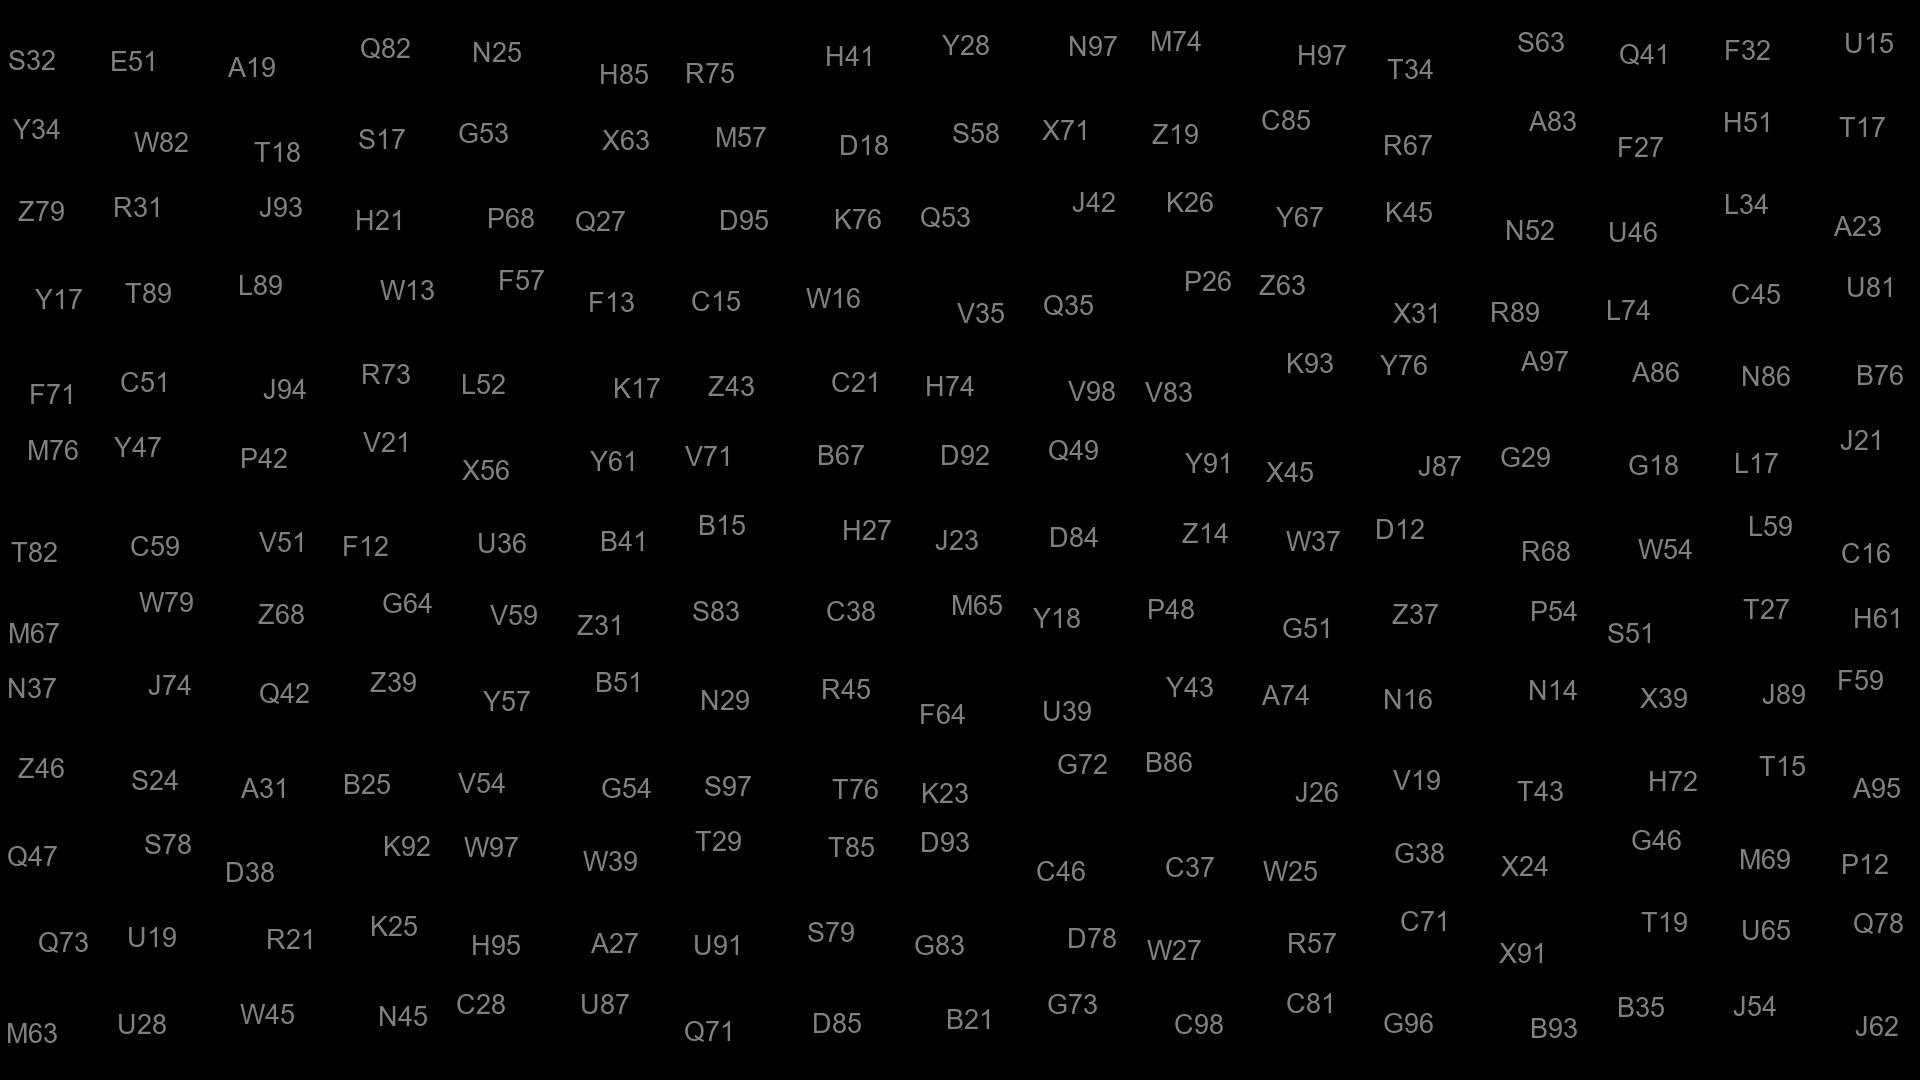 S32 E51 A19 Q82 N25 H85 R75 H41 Y28 N97 M74 H97 T34 S63 Q41 F32 U15
Y34 W82 T18 S17 G53 X63 M57 D18 S58 X71 Z19 C85 R67 A83 F27 H51 T17
Z79 R31 J93 H21 P68 Q27 D95 K76 Q53 J42 K26 Y67 K45 N52 U46 L34 A23
Y17 T89 L89 W13 F57 F13 C15 W16 V35 Q35 P26 Z63 X31 R89 L74 C45 U81
F71 C51 J94 R73 L52 K17 Z43 C21 H74 V98 V83 K93 Y76 A97 A86 N86 B76
M76 Y47 P42 V21 X56 Y61 V71 B67 D92 Q49 Y91 X45 J87 G29 G18 L17 J21
T82 C59 V51 F12 U36 B41 B15 H27 J23 D84 Z14 W37 D12 R68 W54 L59 C16
M67 W79 Z68 G64 V59 Z31 S83 C38 M65 Y18 P48 G51 Z37 P54 S51 T27 H61
N37 J74 Q42 Z39 Y57 B51 N29 R45 F64 U39 Y43 A74 N16 N14 X39 J89 F59
Z46 S24 A31 B25 V54 G54 S97 T76 K23 G72 B86 J26 V19 T43 H72 T15 A95
Q47 S78 D38 K92 W97 W39 T29 T85 D93 C46 C37 W25 G38 X24 G46 M69 P12
Q73 U19 R21 K25 H95 A27 U91 S79 G83 D78 W27 R57 C71 X91 T19 U65 Q78
M63 U28 W45 N45 C28 U87 Q71 D85 B21 G73 C98 C81 G96 B93 B35 J54 J62